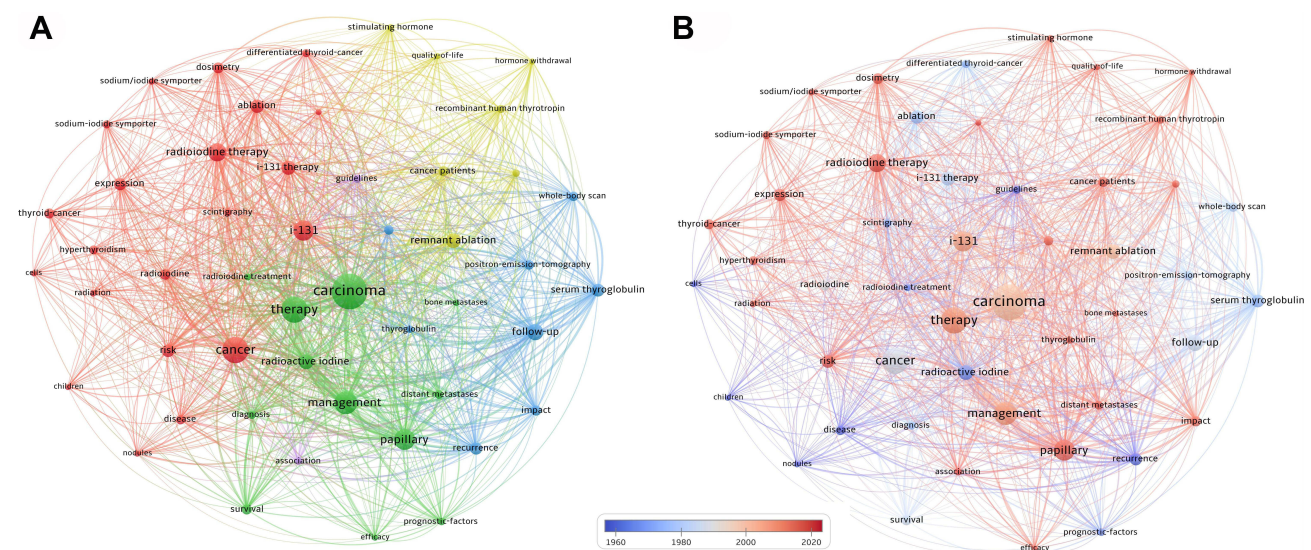 A
stimulating hormone
differentiated thyroid-cancer
quality-of-life
hormone withdrawal
dosimetry
sodium/iodide symporter
ablation
recombinant human thyrotropin
sodium-iodide symporter
radioiodine therapy
i-131 therapy
cancer patients
guidelines
expression
whole-body scan
thyroid-cancer
scintigraphy
i-131
remnant ablation
hyperthyroidism
positron-emission-tomography
cells
radioiodine
radioiodine treatment
serum thyroglobulin
carcinoma
radiation
bone metastases
therapy
thyroglobulin
follow-up
risk
cancer
radioactive iodine
children
management
distant metastases
impact
disease
diagnosis
papillary
recurrence
nodules
association
survival
prognostic-factors
efficacy
B
stimulating hormone
differentiated thyroid-cancer
quality-of-life
hormone withdrawal
dosimetry
sodium/iodide symporter
ablation
recombinant human thyrotropin
sodium-iodide symporter
radioiodine therapy
i-131 therapy
cancer patients
guidelines
expression
whole-body scan
thyroid-cancer
scintigraphy
i-131
remnant ablation
hyperthyroidism
positron-emission-tomography
cells
radioiodine
radioiodine treatment
serum thyroglobulin
carcinoma
radiation
bone metastases
therapy
thyroglobulin
follow-up
risk
cancer
radioactive iodine
children
management
distant metastases
impact
disease
diagnosis
papillary
recurrence
nodules
association
survival
prognostic-factors
efficacy
1960 1980 2000 2020